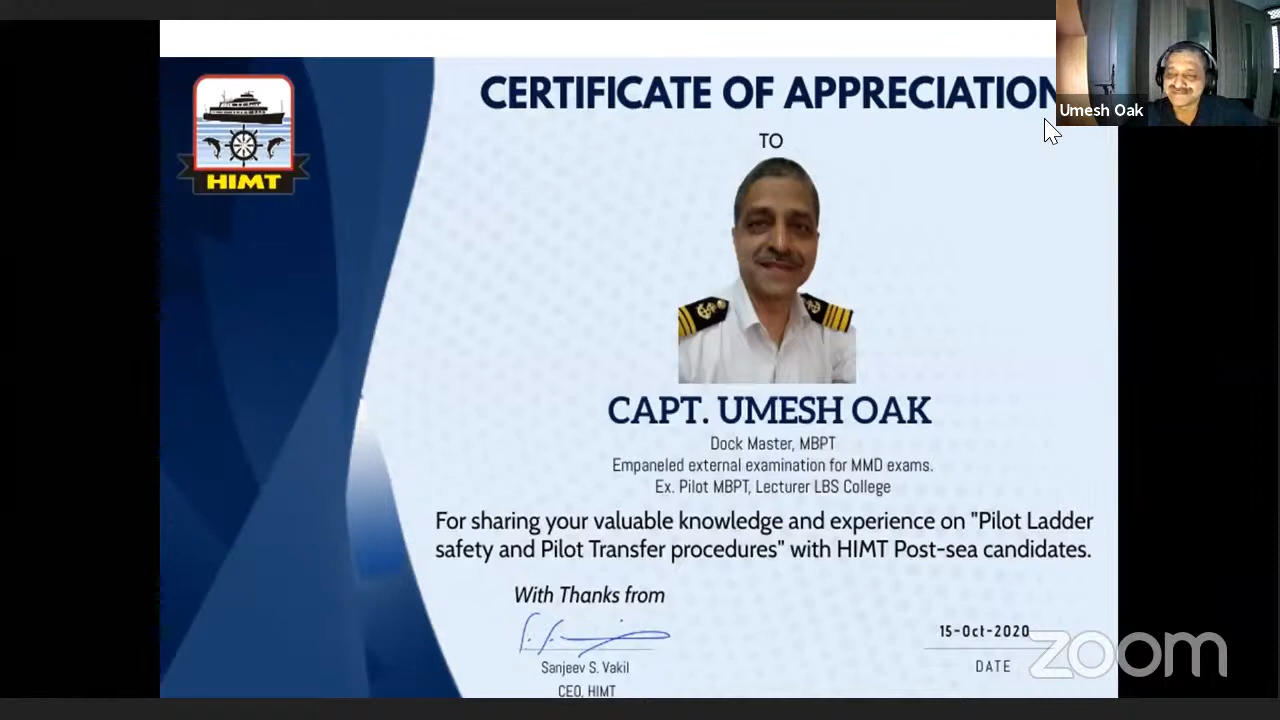 HIMT
CERTIFICATE OF APPRECIATION
Umesh Oak
TO
CAPT. UMESH OAK
Dock Master, MBPT
Empaneled external examination for MMD exams.
Ex. Pilot MBPT, Lecturer LBS College
For sharing your valuable knowledge and experience on "Pilot Ladder
safety and Pilot Transfer procedures" with HIMT Post-sea candidates.
With Thanks from
15-Oct-2020
Sanjeev S. Vakil
DATE
CEO, HIMT
zoom